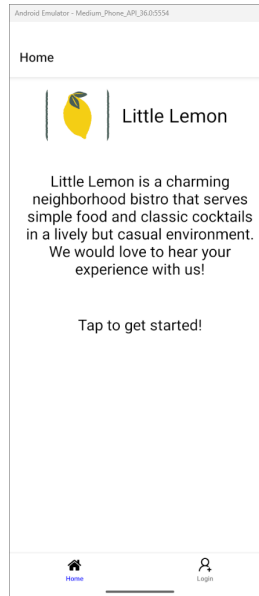 Android Emulator - Medium_Phone_API_36.0:5554
Home
Little Lemon
Little Lemon is a charming
neighborhood bistro that serves
simple food and classic cocktails
in a lively but casual environment.
We would love to hear your
experience with us!
Tap to get started!
Home
Login